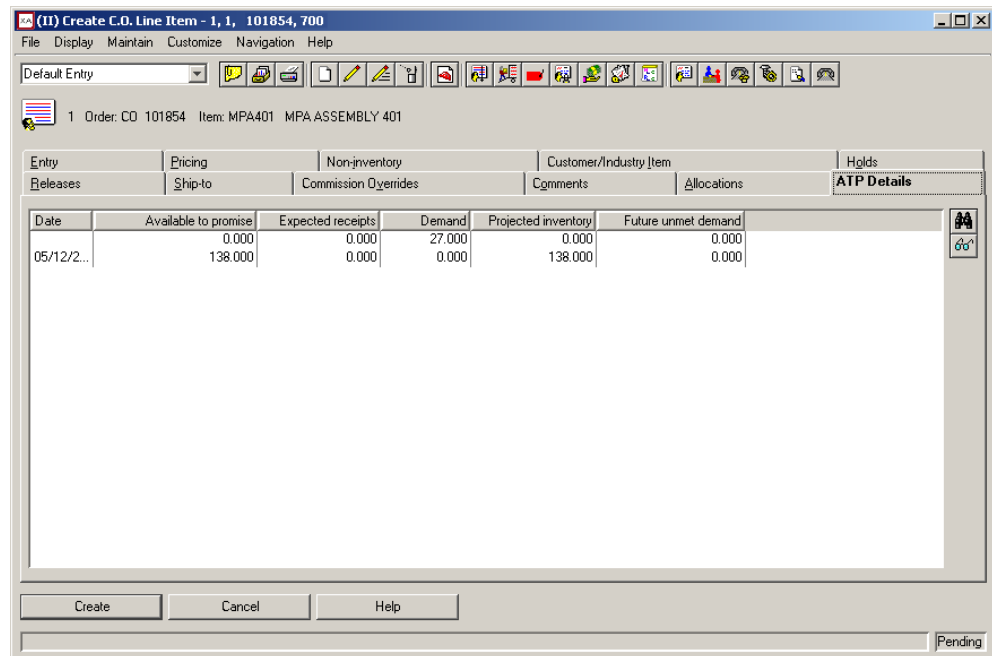 XA (II) Create C.O. Line Item - 1, 1, 101854, 700
File Display Maintain Customize Navigation Help
Default Entry
1 Order: CO 101854 Item: MPA401 MPA ASSEMBLY 401
Entry Pricing Non-inventory Customer/Industry Item Holds
Releases Ship-to Commission Overrides Comments Allocations ATP Details
Date Available to promise Expected receipts Demand Projected inventory Future unmet demand
0.000 0.000 27.000 0.000 0.000
05/12/2... 138.000 0.000 0.000 138.000 0.000
Create Cancel Help
Pending